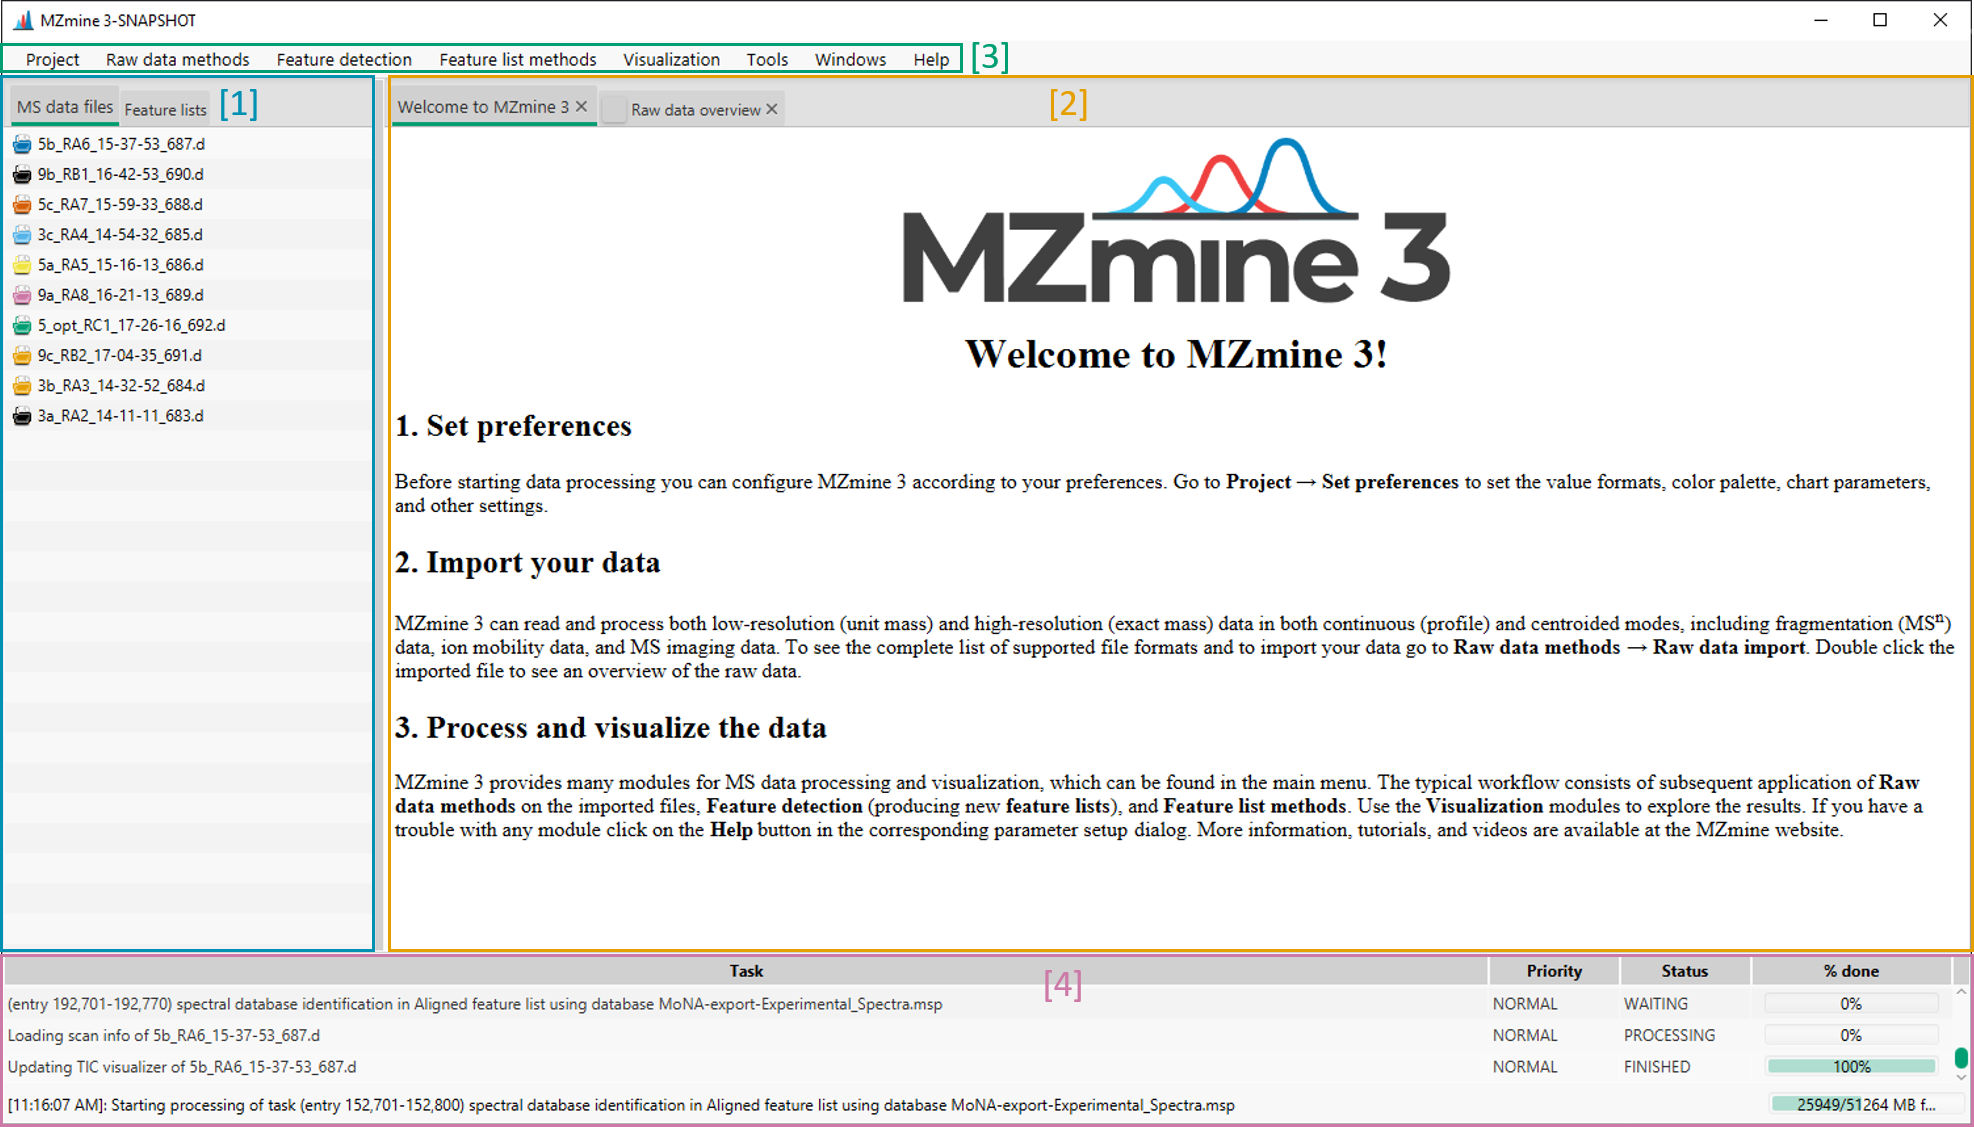 MZmine 3-SNAPSHOT
Project Raw data methods Feature detection Feature list methods Visualization Tools Windows Help [3]
MS data files Feature lists [1]
5b_RA6_15-37-53_687.d
9b_RB1_16-42-53_690.d
5c_RA7_15-59-33_688.d
3c_RA4_14-54-32_685.d
5a_RA5_15-16-13_686.d
9a_RA8_16-21-13_689.d
5_opt_RC1_17-26-16_692.d
9c_RB2_17-04-35_691.d
3b_RA3_14-32-52_684.d
3a_RA2_14-11-11_683.d
Welcome to MZmine 3 Raw data overview [2]
MZmine 3
Welcome to MZmine 3!
1. Set preferences
Before starting data processing you can configure MZmine 3 according to your preferences. Go to Project → Set preferences to set the value formats, color palette, chart parameters,
and other settings.
2. Import your data
MZmine 3 can read and process both low-resolution (unit mass) and high-resolution (exact mass) data in both continuous (profile) and centroided modes, including fragmentation (MSⁿ)
data, ion mobility data, and MS imaging data. To see the complete list of supported file formats and to import your data go to Raw data methods → Raw data import. Double click the
imported file to see an overview of the raw data.
3. Process and visualize the data
MZmine 3 provides many modules for MS data processing and visualization, which can be found in the main menu. The typical workflow consists of subsequent application of Raw
data methods on the imported files, Feature detection (producing new feature lists), and Feature list methods. Use the Visualization modules to explore the results. If you have a
trouble with any module click on the Help button in the corresponding parameter setup dialog. More information, tutorials, and videos are available at the MZmine website.
Task [4] Priority Status % done
(entry 192,701-192,770) spectral database identification in Aligned feature list using database MoNA-export-Experimental_Spectra.msp NORMAL WAITING 0%
Loading scan info of 5b_RA6_15-37-53_687.d NORMAL PROCESSING 0%
Updating TIC visualizer of 5b_RA6_15-37-53_687.d NORMAL FINISHED 100%
[11:16:07 AM]: Starting processing of task (entry 152,701-152,800) spectral database identification in Aligned feature list using database MoNA-export-Experimental_Spectra.msp 25949/51264 MB f...